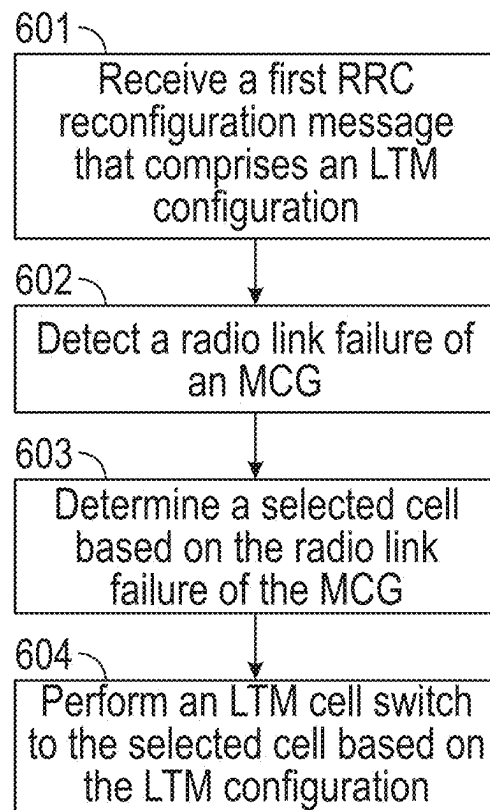 601
Receive a first RRC
reconfiguration message
that comprises an LTM
configuration
602
Detect a radio link failure of
an MCG
603
Determine a selected cell
based on the radio link
failure of the MCG
604
Perform an LTM cell switch
to the selected cell based on
the LTM configuration